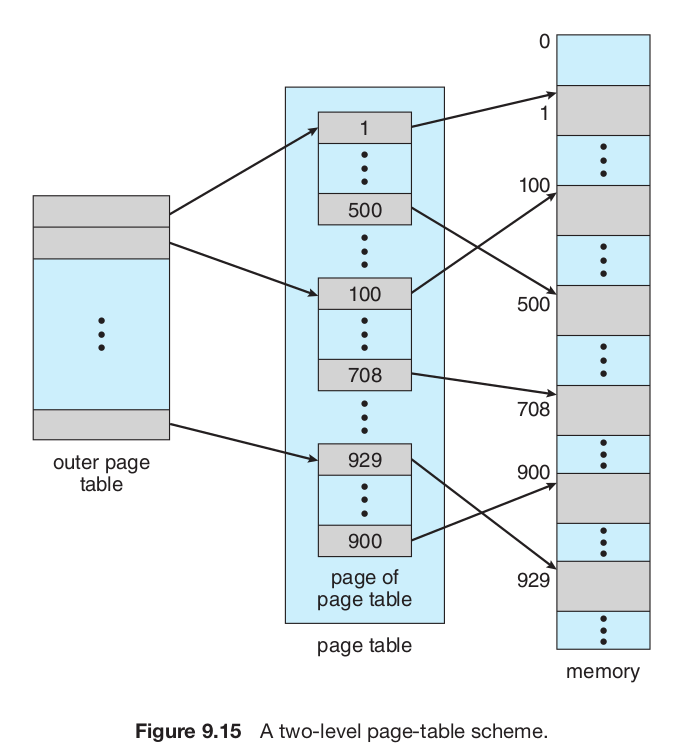 outer page
table
1
500
100
708
929
900
page of
page table
page table
0
1
100
500
708
900
929
memory
Figure 9.15 A two-level page-table scheme.